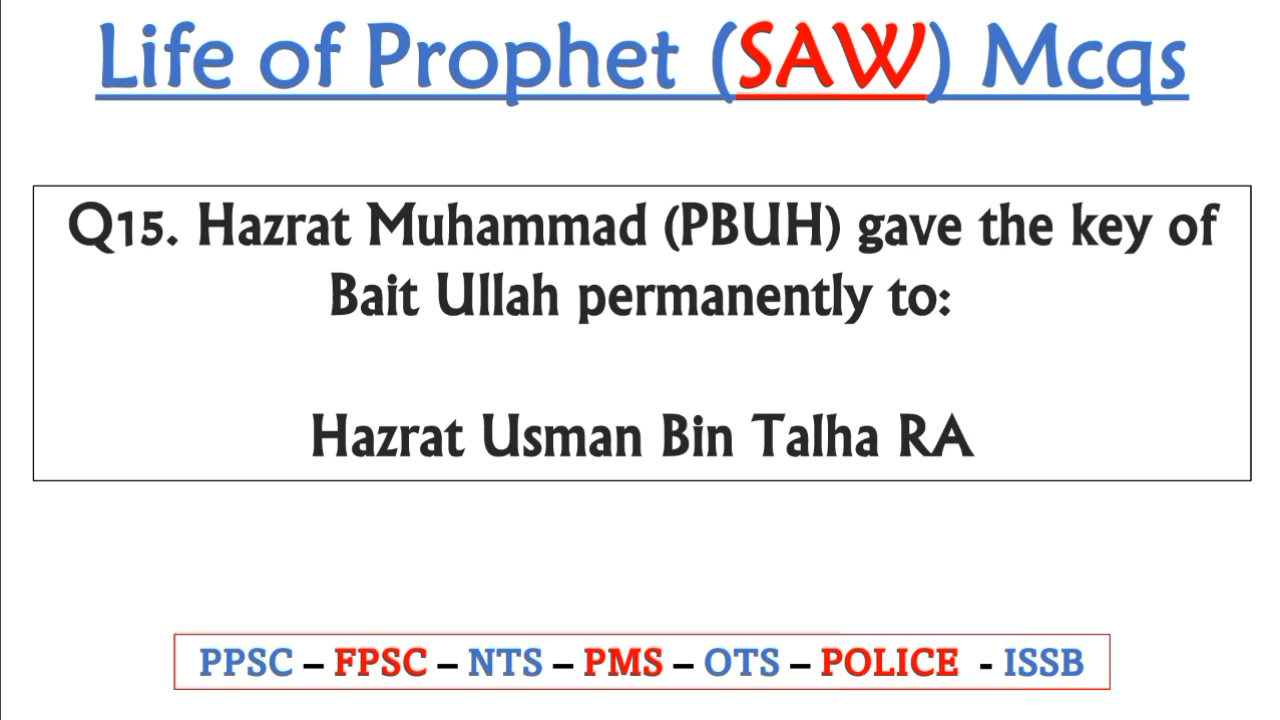 Life of Prophet (SAW) Mcqs
Q15. Hazrat Muhammad (PBUH) gave the key of
Bait Ullah permanently to:
Hazrat Usman Bin Talha RA
PPSC – FPSC – NTS – PMS – OTS – POLICE - ISSB